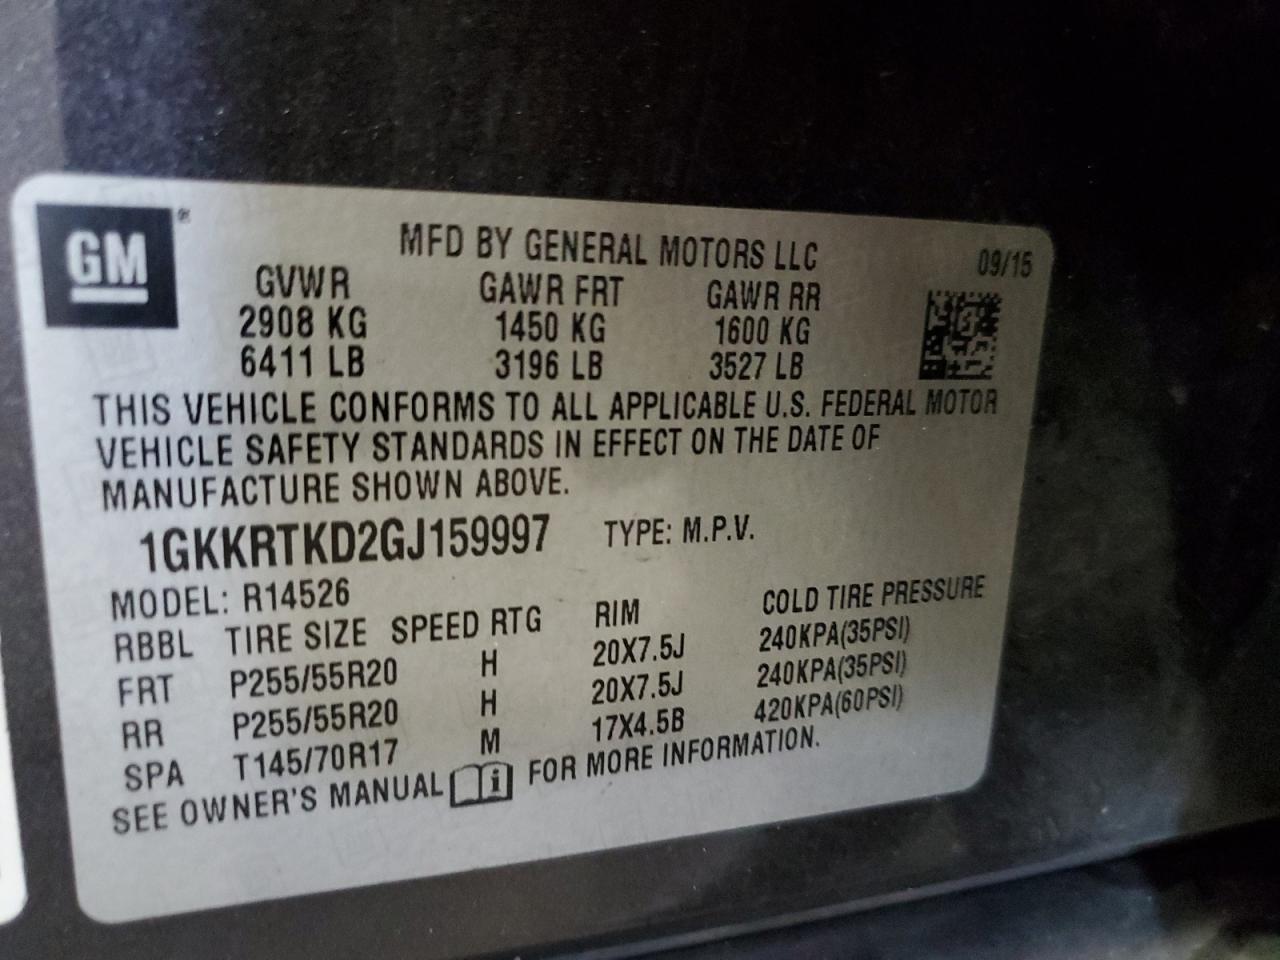 GM ®
MFD BY GENERAL MOTORS LLC 09/15
GVWR GAWR FRT GAWR RR
2908 KG 1450 KG 1600 KG
6411 LB 3196 LB 3527 LB
THIS VEHICLE CONFORMS TO ALL APPLICABLE U.S. FEDERAL MOTOR
VEHICLE SAFETY STANDARDS IN EFFECT ON THE DATE OF
MANUFACTURE SHOWN ABOVE.
1GKKRTKD2GJ159997 TYPE: M.P.V.
MODEL: R14526
RBBL TIRE SIZE SPEED RTG RIM COLD TIRE PRESSURE
FRT P255/55R20 H 20X7.5J 240KPA(35PSI)
RR P255/55R20 H 20X7.5J 240KPA(35PSI)
SPA T145/70R17 M 17X4.5B 420KPA(60PSI)
SEE OWNER'S MANUAL i FOR MORE INFORMATION.